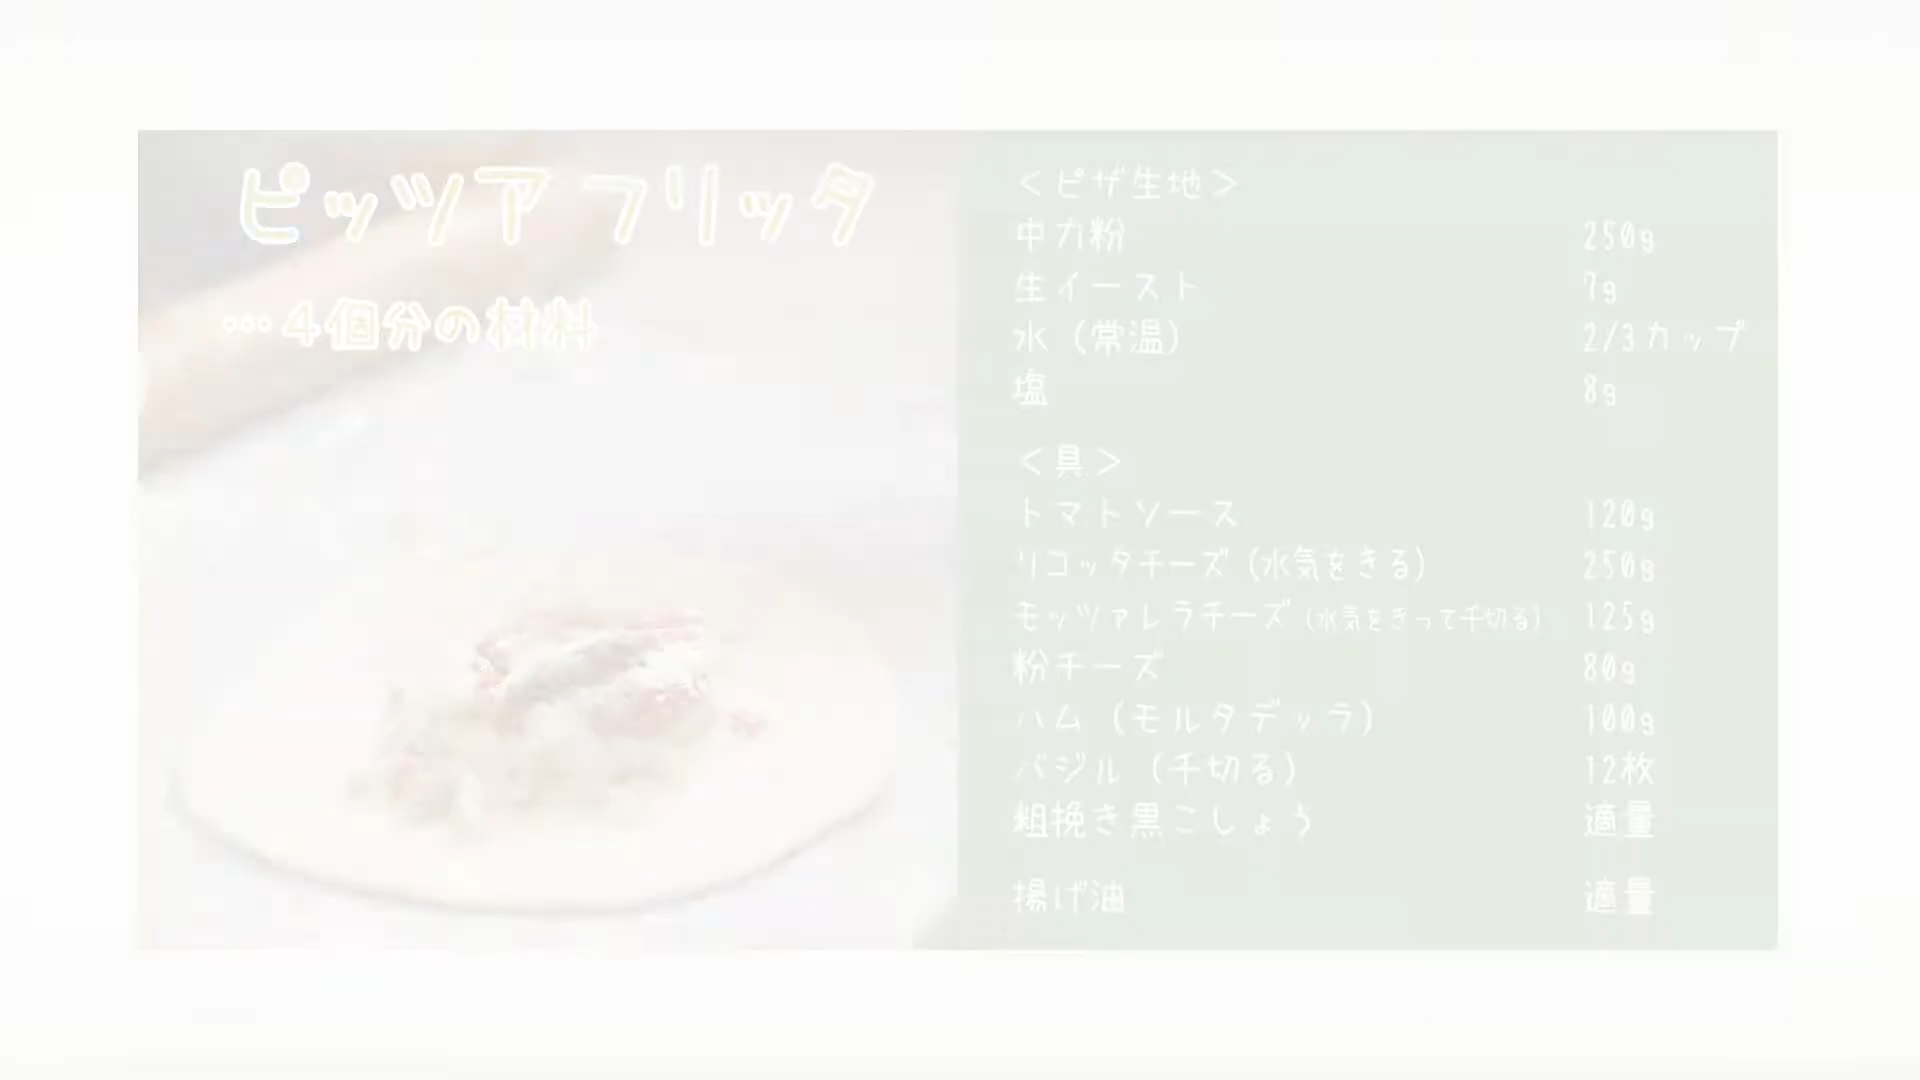 ピッツアフリッタ
…4個分の材料
＜ピザ生地＞
中力粉 250g
生イースト 7g
水（常温） 2/3カップ
塩 8g
＜具＞
トマトソース 120g
リコッタチーズ（水気をきる） 250g
モッツァレラチーズ（水気をきって千切る） 125g
粉チーズ 80g
ハム（モルタデッラ） 100g
バジル（千切る） 12枚
粗挽き黒こしょう 適量
揚げ油 適量